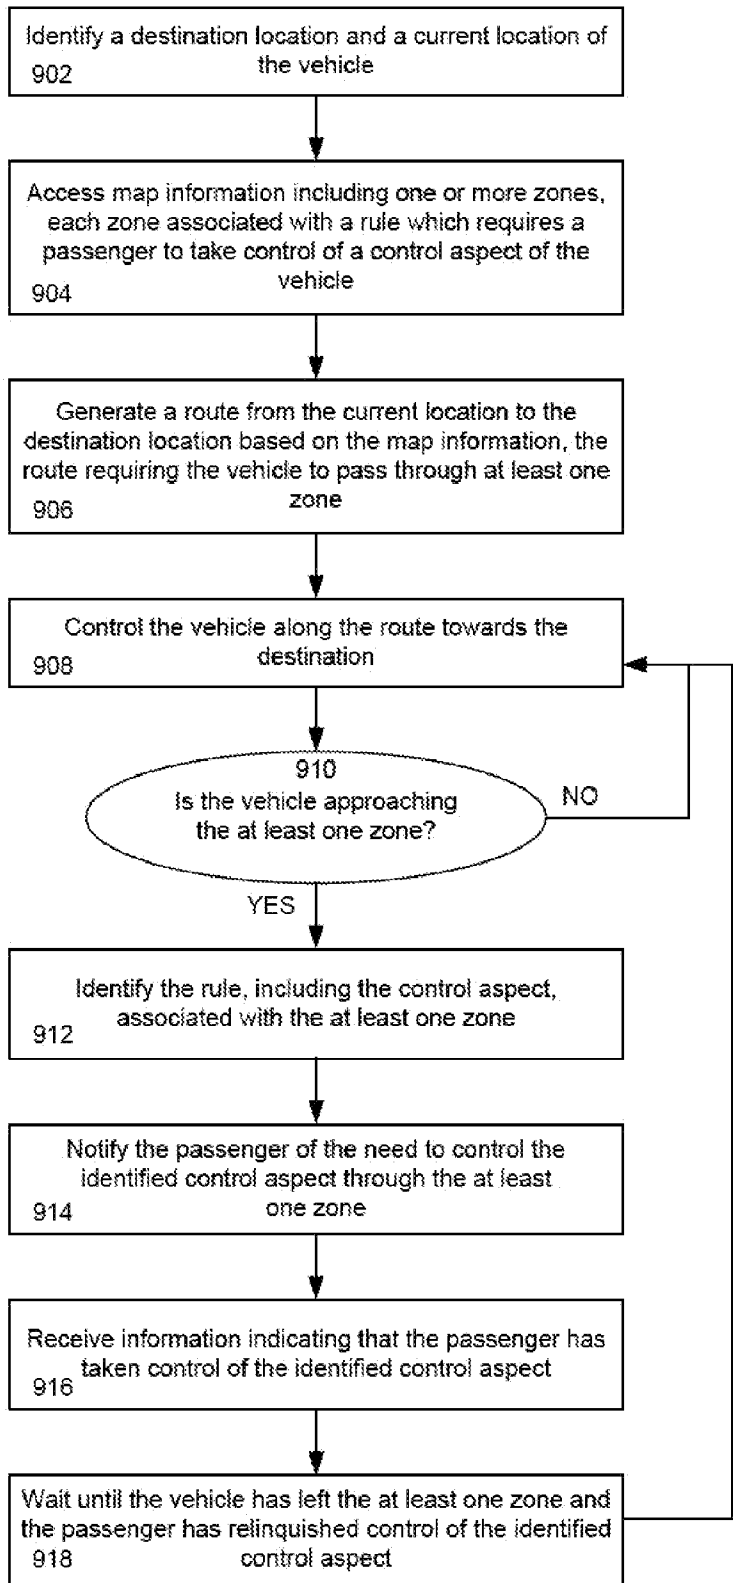 Identify a destination location and a current location of
the vehicle
902
Access map information including one or more zones,
each zone associated with a rule which requires a
passenger to take control of a control aspect of the
vehicle
904
Generate a route from the current location to the
destination location based on the map information, the
route requiring the vehicle to pass through at least one
zone
906
Control the vehicle along the route towards the
destination
908
910
Is the vehicle approaching
the at least one zone?
NO
YES
Identify the rule, including the control aspect,
associated with the at least one zone
912
Notify the passenger of the need to control the
identified control aspect through the at least
one zone
914
Receive information indicating that the passenger has
taken control of the identified control aspect
916
Wait until the vehicle has left the at least one zone and
the passenger has relinquished control of the identified
control aspect
918